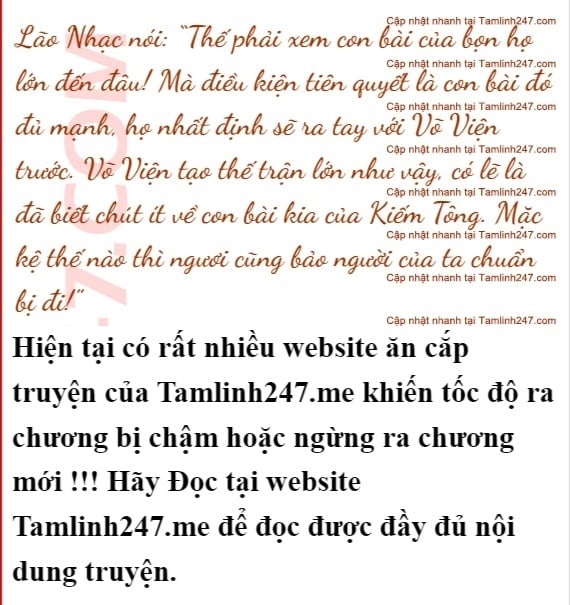 Cập nhật nhanh tại Tamlinh247.com
Lão Nhạc nói: "Thế phải xem con bài của bọn họ
Cập nhật nhanh tại Tamlinh247.com
lớn đến đâu! Mà điều kiện tiên quyết là con bài đó
Cập nhật nhanh tại Tamlinh247.com
đủ mạnh, họ nhất định sẽ ra tay với Võ Viện
Cập nhật nhanh tại Tamlinh247.com
trước. Võ Viện tạo thế trận lớn như vậy, có lẽ là
Cập nhật nhanh tại Tamlinh247.com
đã biết chút ít về con bài kia của Kiếm Tông. Mặc
Cập nhật nhanh tại Tamlinh247.com
kệ thế nào thì ngươi cũng bảo người của ta chuẩn
Cập nhật nhanh tại Tamlinh247.com
bị đi!"
Cập nhật nhanh tại Tamlinh247.com
7.COM
Hiện tại có rất nhiều website ăn cắp
truyện của Tamlinh247.me khiến tốc độ ra
chương bị chậm hoặc ngừng ra chương
mới !!! Hãy Đọc tại website
Tamlinh247.me để đọc được đầy đủ nội
dung truyện.